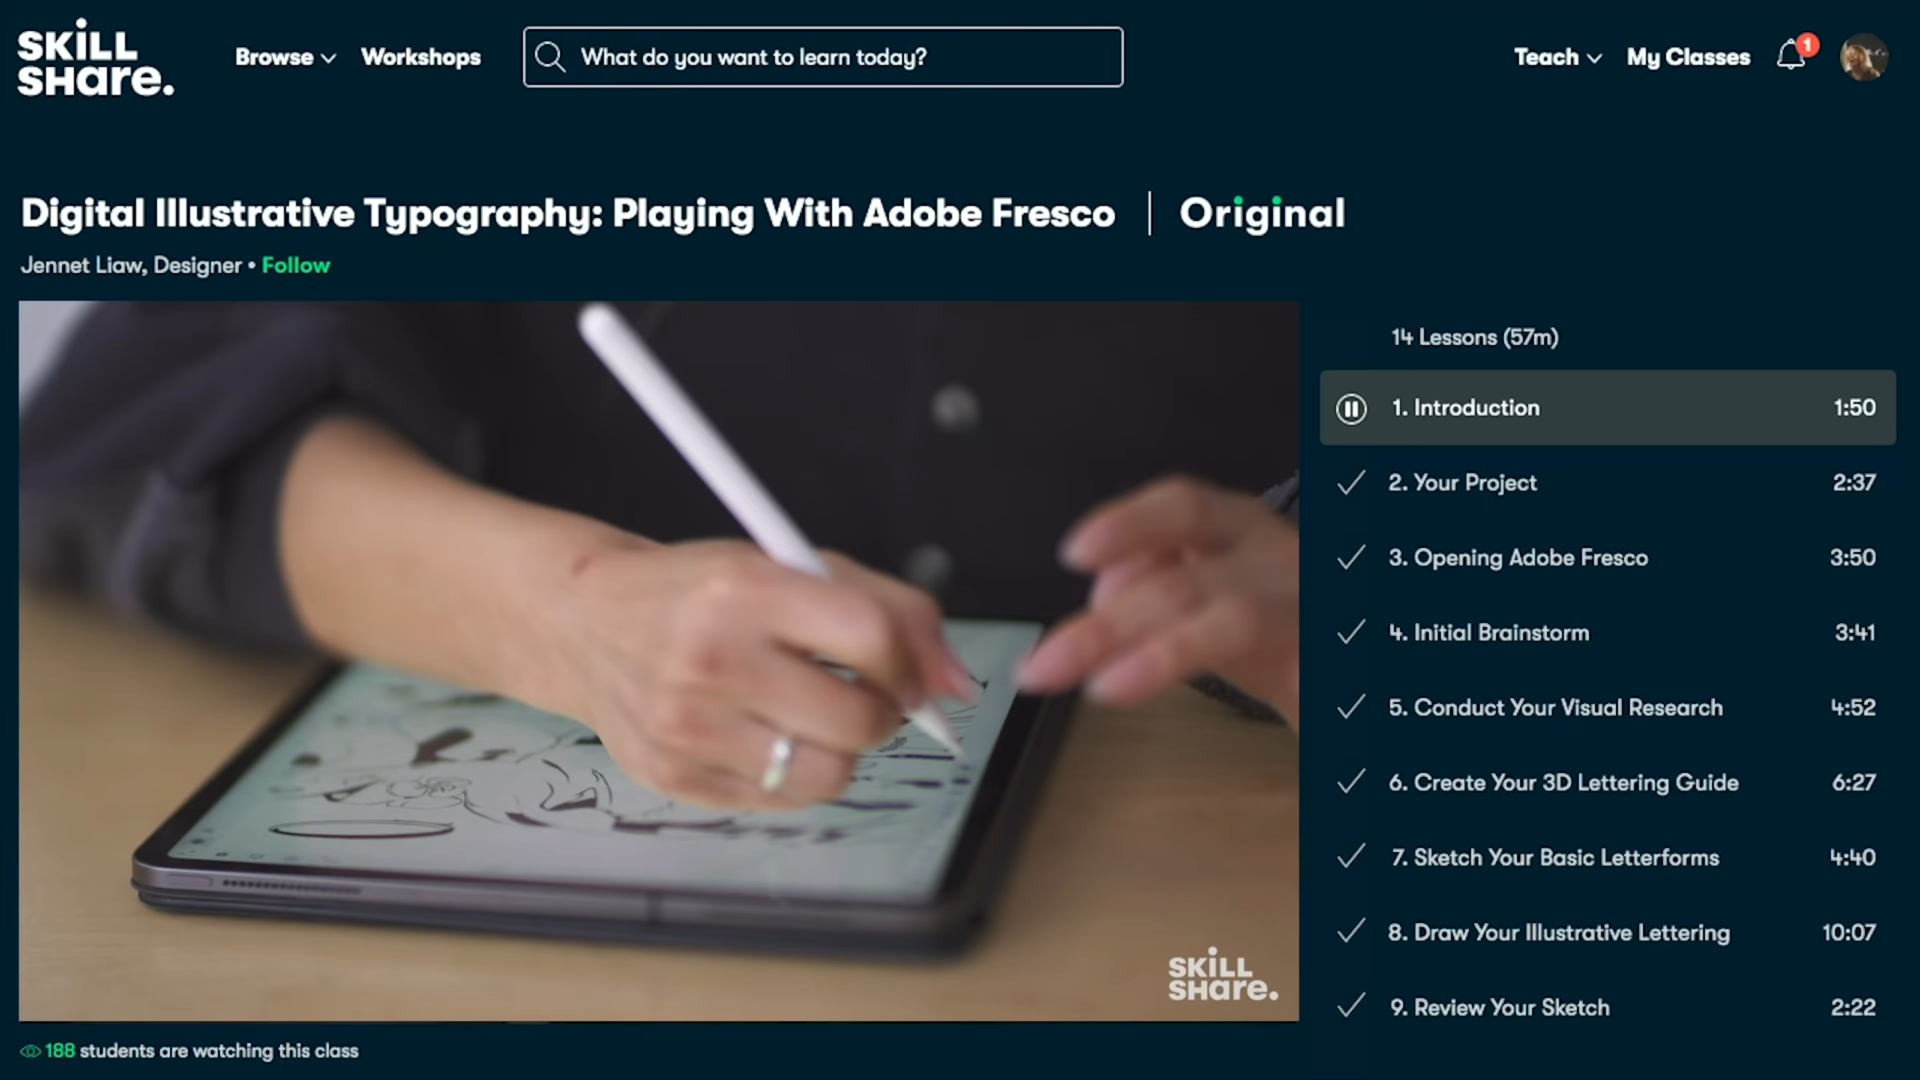 SKILL
SHare.
Browse
Workshops
What do you want to learn today?
Teach
My Classes
1
Digital Illustrative Typography: Playing With Adobe Fresco | Original
Jennet Liaw, Designer • Follow
14 Lessons (57m)
1. Introduction 1:50
2. Your Project 2:37
3. Opening Adobe Fresco 3:50
4. Initial Brainstorm 3:41
5. Conduct Your Visual Research 4:52
6. Create Your 3D Lettering Guide 6:27
7. Sketch Your Basic Letterforms 4:40
8. Draw Your Illustrative Lettering 10:07
9. Review Your Sketch 2:22
SKILL
SHare.
188 students are watching this class